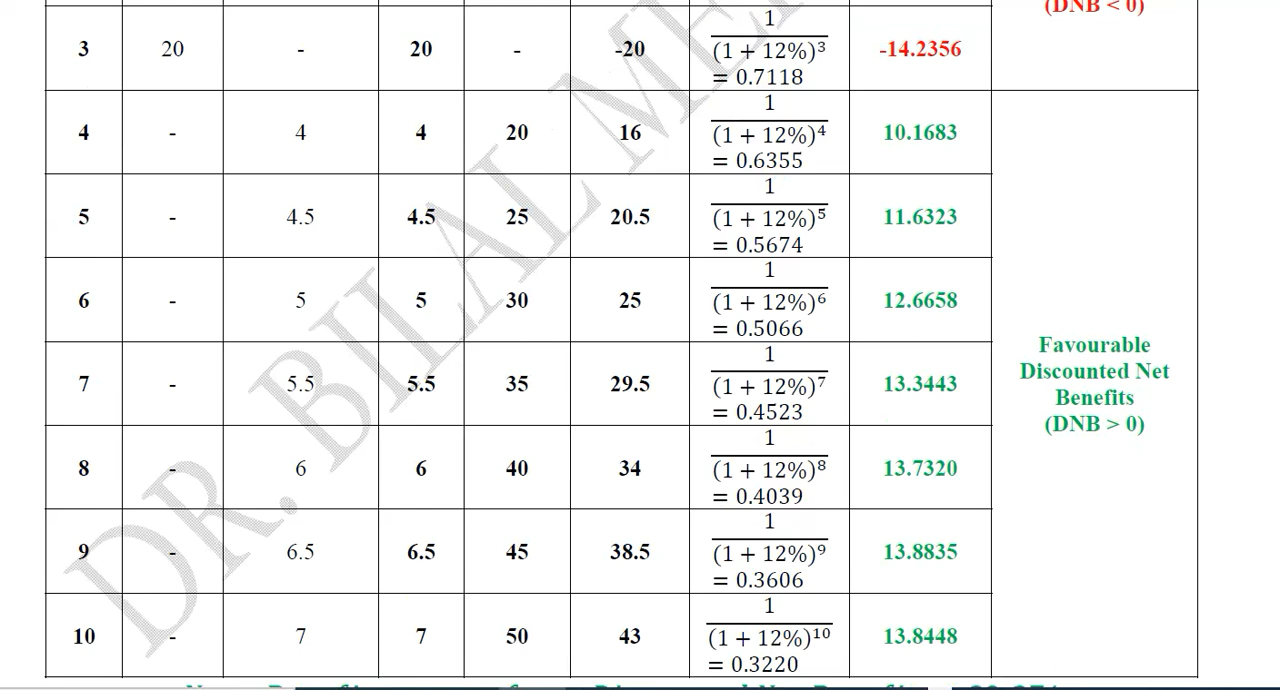 (DNB < 0)
3 20 - 20 - -20 1/(1 + 12%)³ = 0.7118 -14.2356
4 - 4 4 20 16 1/(1 + 12%)⁴ = 0.6355 10.1683
5 - 4.5 4.5 25 20.5 1/(1 + 12%)⁵ = 0.5674 11.6323
6 - 5 5 30 25 1/(1 + 12%)⁶ = 0.5066 12.6658
7 - 5.5 5.5 35 29.5 1/(1 + 12%)⁷ = 0.4523 13.3443
8 - 6 6 40 34 1/(1 + 12%)⁸ = 0.4039 13.7320
9 - 6.5 6.5 45 38.5 1/(1 + 12%)⁹ = 0.3606 13.8835
10 - 7 7 50 43 1/(1 + 12%)¹⁰ = 0.3220 13.8448
Favourable
Discounted Net
Benefits
(DNB > 0)
DR. BILAL ME